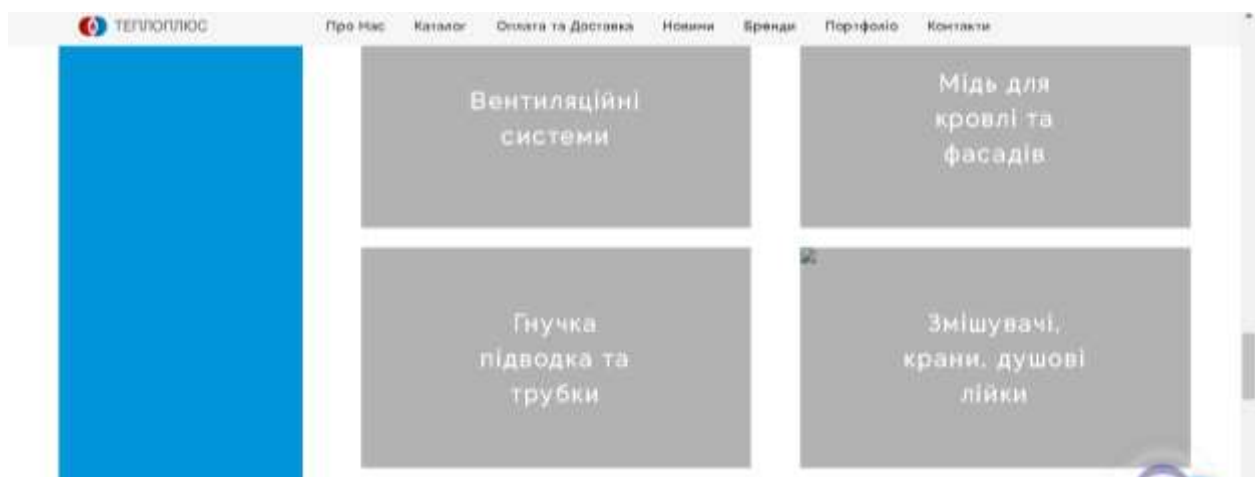 ТЕПЛОПЛЮС Про Нас Каталог Оплата та Доставка Новини Бренди Портфоліо Контакти
Вентиляційні
системи
Мідь для
кровлі та
фасадів
Гнучка
підводка та
трубки
Змішувачі,
крани, душові
лійки